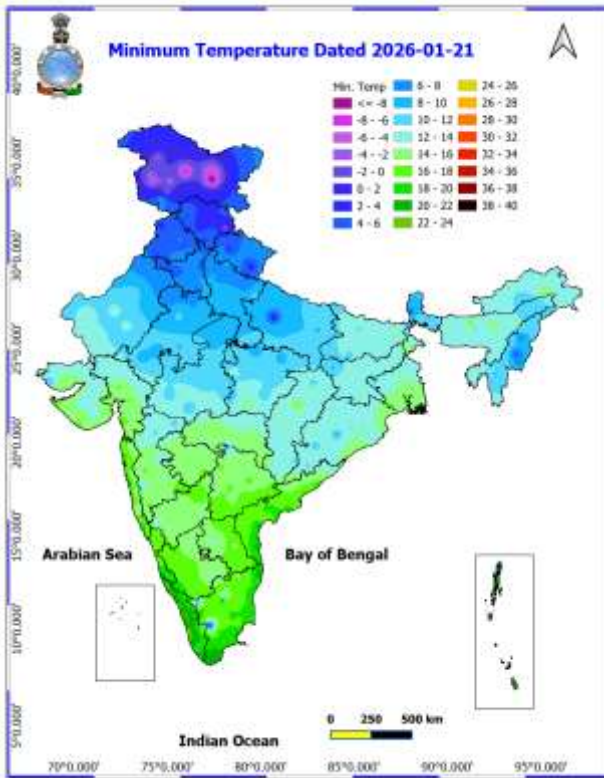 Minimum Temperature Dated 2026-01-21
Min. Temp
<= -8
-8 - -6
-6 - -4
-4 - -2
-2 - 0
0 - 2
2 - 4
4 - 6
6 - 8
8 - 10
10 - 12
12 - 14
14 - 16
16 - 18
18 - 20
20 - 22
22 - 24
24 - 26
26 - 28
28 - 30
30 - 32
32 - 34
34 - 36
36 - 38
38 - 40
40°0.000'
35°0.000'
30°0.000'
25°0.000'
20°0.000'
15°0.000'
10°0.000'
5°0.000'
Arabian Sea
Bay of Bengal
Indian Ocean
0 250 500 km
70°0.000' 75°0.000' 80°0.000' 85°0.000' 90°0.000' 95°0.000'